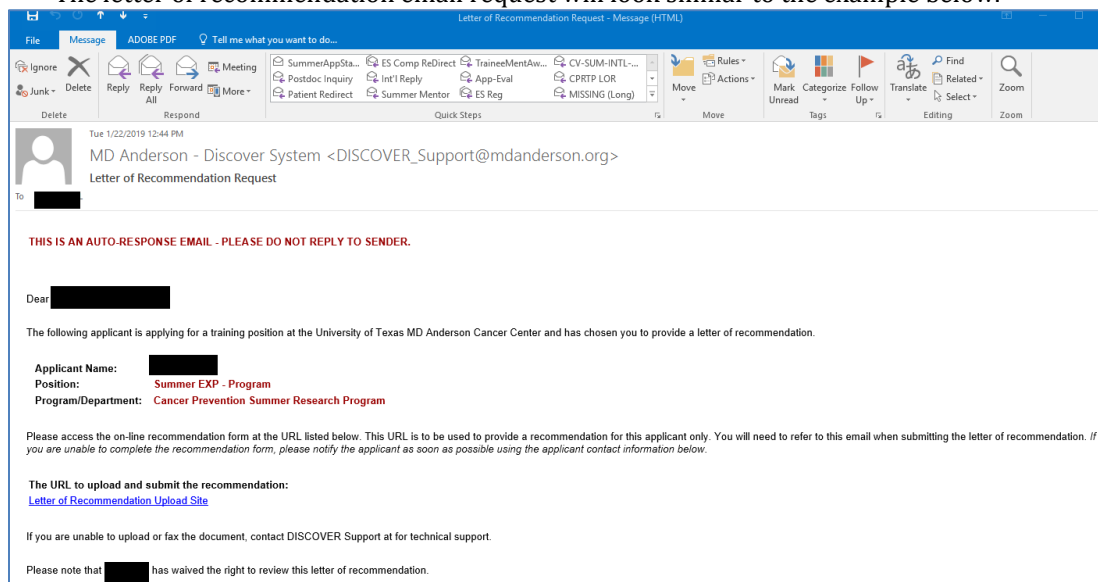 The letter of recommendation email request will look similar to the example below.
Letter of Recommendation Request - Message (HTML)
File Message ADOBE PDF Tell me what you want to do...
Ignore
Junk
Delete
Reply
Reply All
Forward
Meeting
More
SummerAppSta... ES Comp ReDirect TraineeMentAw... CV-SUM-INTL-...
Postdoc Inquiry Int'l Reply App-Eval CPRTP LOR
Patient Redirect Summer Mentor ES Reg MISSING (Long)
Move
Rules
Actions
Mark Unread
Categorize
Follow Up
Translate
Find
Related
Select
Zoom
Delete Respond Quick Steps Move Tags Editing Zoom
Tue 1/22/2019 12:44 PM
MD Anderson - Discover System <DISCOVER_Support@mdanderson.org>
Letter of Recommendation Request
To
THIS IS AN AUTO-RESPONSE EMAIL - PLEASE DO NOT REPLY TO SENDER.
Dear
The following applicant is applying for a training position at the University of Texas MD Anderson Cancer Center and has chosen you to provide a letter of recommendation.
Applicant Name:
Position: Summer EXP - Program
Program/Department: Cancer Prevention Summer Research Program
Please access the on-line recommendation form at the URL listed below. This URL is to be used to provide a recommendation for this applicant only. You will need to refer to this email when submitting the letter of recommendation. If
you are unable to complete the recommendation form, please notify the applicant as soon as possible using the applicant contact information below.
The URL to upload and submit the recommendation:
Letter of Recommendation Upload Site
If you are unable to upload or fax the document, contact DISCOVER Support at for technical support.
Please note that has waived the right to review this letter of recommendation.